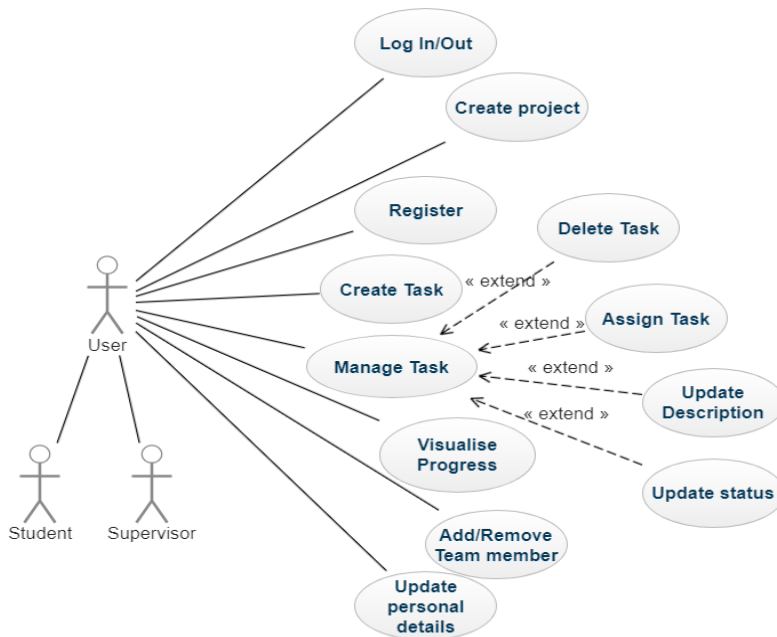 Log In/Out
Create project
Register
Delete Task
Create Task
« extend »
Assign Task
« extend »
User
Manage Task
« extend »
Update
Description
« extend »
Visualise
Progress
Update status
Student
Supervisor
Add/Remove
Team member
Update
personal
details